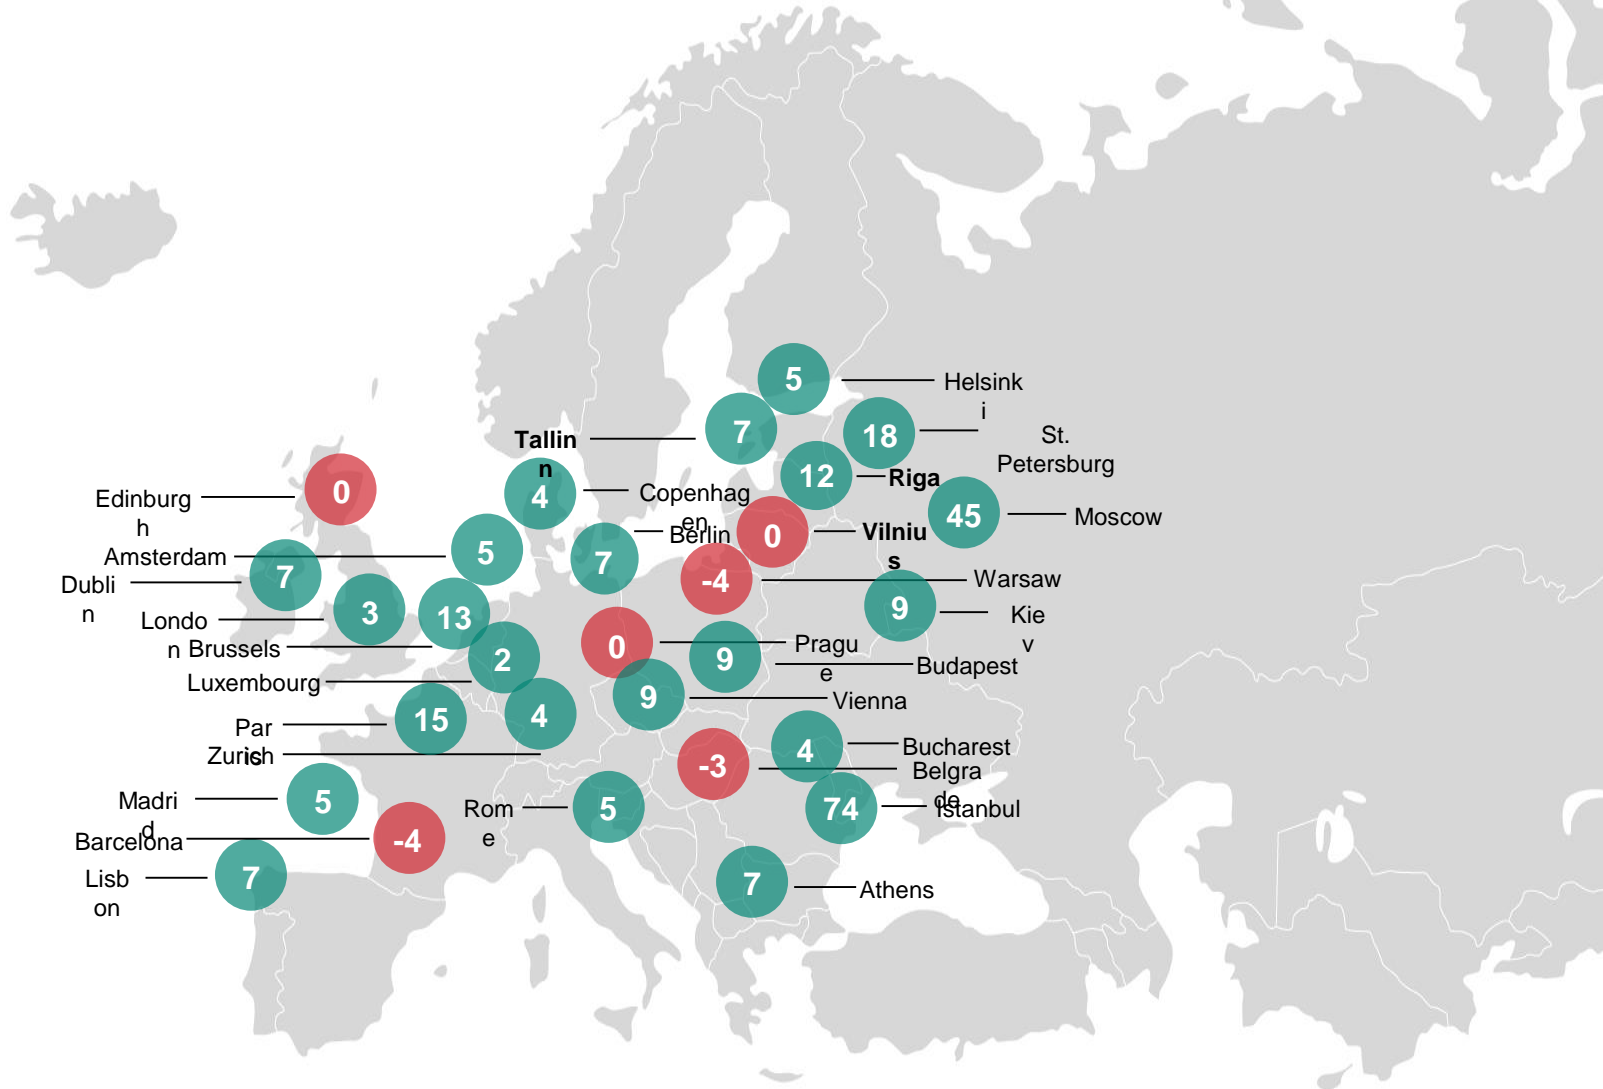 5
Helsink
i
7
Tallin
n
18
St.
Petersburg
12
Riga
0
Edinburg
h
4
Copenhag
en
45
Moscow
0
Vilniu
s
5
Amsterdam
7
Berlin
7
Dubli
n
-4
Warsaw
3
Londo
n
13
Brussels
9
Kie
v
0
Pragu
e
9
Budapest
2
Luxembourg
9
Vienna
15
Par
is
4
Zurich
4
Bucharest
-3
Belgra
de
5
Madri
d
5
Rom
e
74
Istanbul
-4
Barcelona
7
Lisb
on
7
Athens